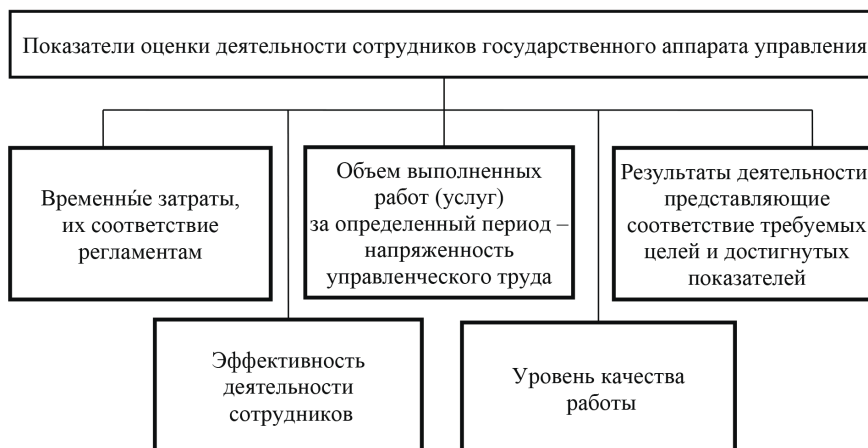 Показатели оценки деятельности сотрудников государственного аппарата управления
Временны́е затраты,
их соответствие
регламентам
Объем выполненных
работ (услуг)
за определенный период –
напряженность
управленческого труда
Результаты деятельности
представляющие
соответствие требуемых
целей и достигнутых
показателей
Эффективность
деятельности
сотрудников
Уровень качества
работы